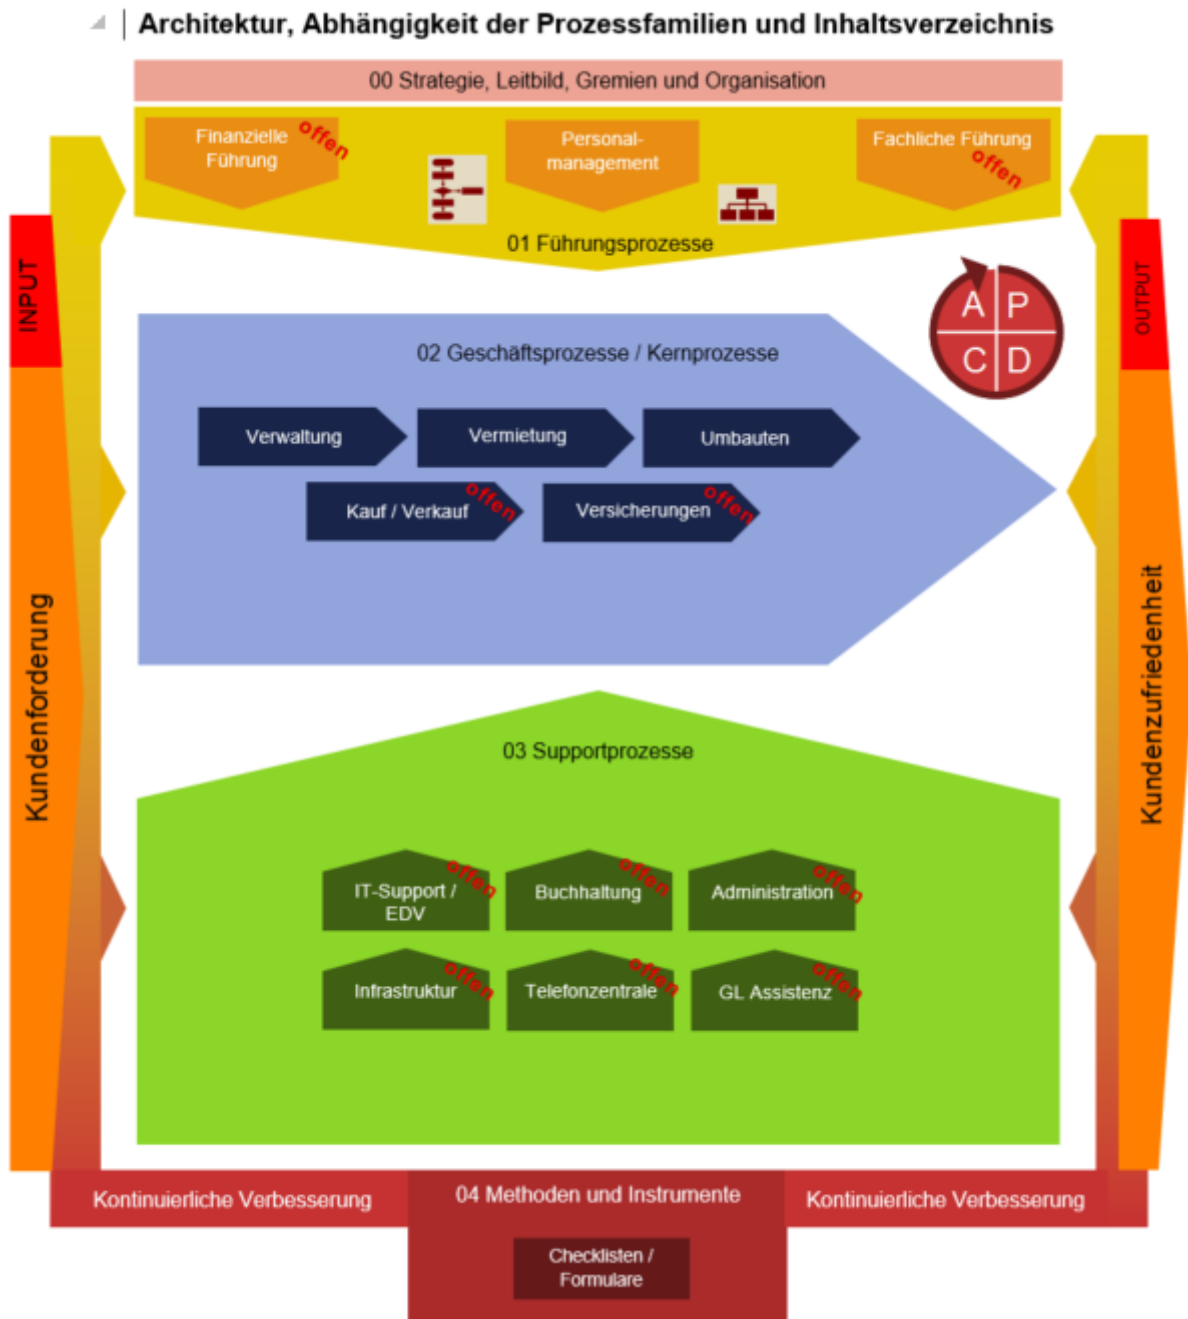 Architektur, Abhängigkeit der Prozessfamilien und Inhaltsverzeichnis
00 Strategie, Leitbild, Gremien und Organisation
Finanzielle
Führung
offen
Personal-
management
Fachliche Führung
offen
01 Führungsprozesse
INPUT
OUTPUT
A P
C D
02 Geschäftsprozesse / Kernprozesse
Verwaltung
Vermietung
Umbauten
Kauf / Verkauf
offen
Versicherungen
offen
Kundenforderung
Kundenzufriedenheit
03 Supportprozesse
IT-Support /
EDV
offen
Buchhaltung
offen
Administration
offen
Infrastruktur
offen
Telefonzentrale
offen
GL Assistenz
offen
Kontinuierliche Verbesserung
04 Methoden und Instrumente
Kontinuierliche Verbesserung
Checklisten /
Formulare